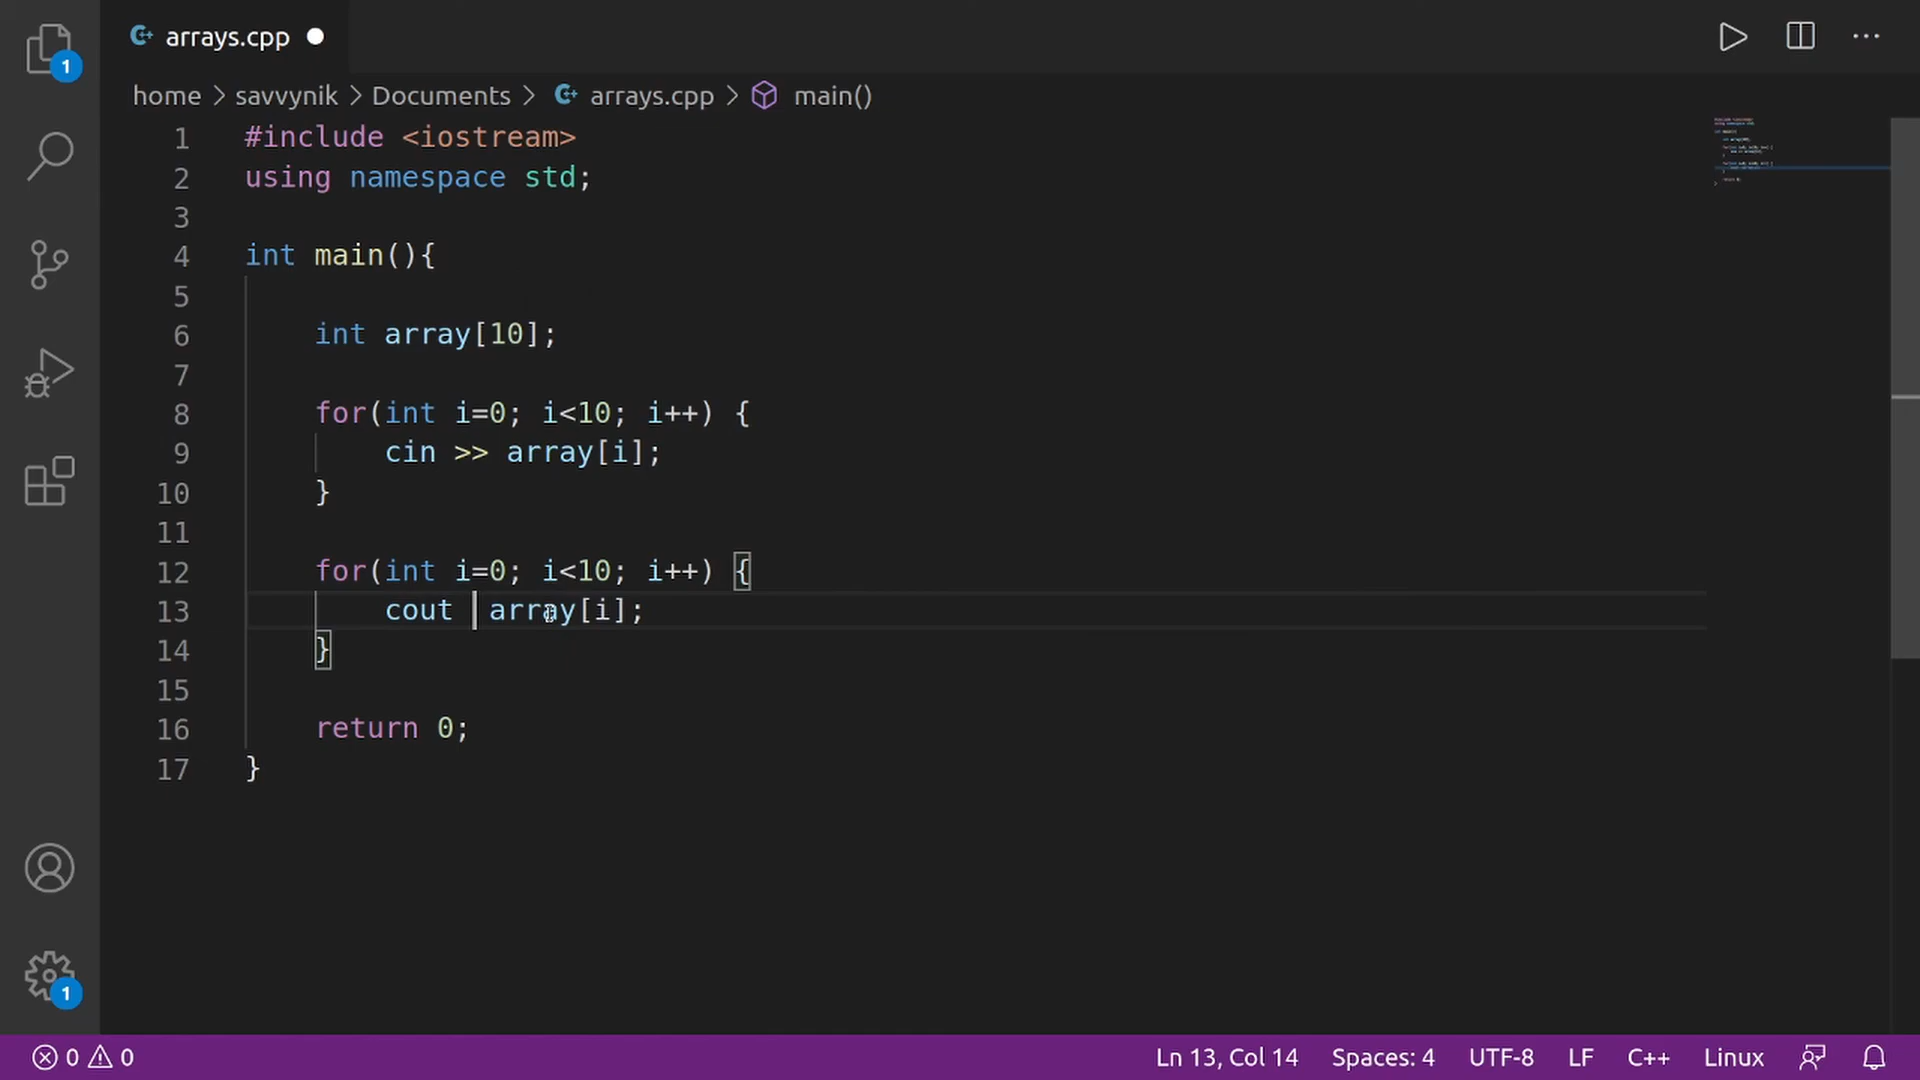 arrays.cpp
1
home > savvynik > Documents > arrays.cpp > main()
1 #include <iostream>
2 using namespace std;
3
4 int main(){
5
6 int array[10];
7
8 for(int i=0; i<10; i++) {
9 cin >> array[i];
10 }
11
12 for(int i=0; i<10; i++) {
13 cout array[i];
14 }
15
16 return 0;
17 }
1
0 0 Ln 13, Col 14 Spaces: 4 UTF-8 LF C++ Linux